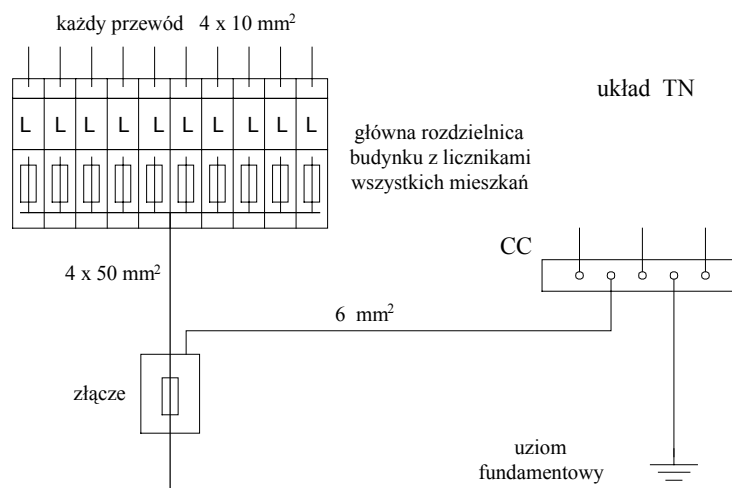 każdy przewód 4 x 10 mm²
L L L L L L L L L L
układ TN
główna rozdzielnica
budynku z licznikami
wszystkich mieszkań
CC
4 x 50 mm²
6 mm²
złącze
uziom
fundamentowy